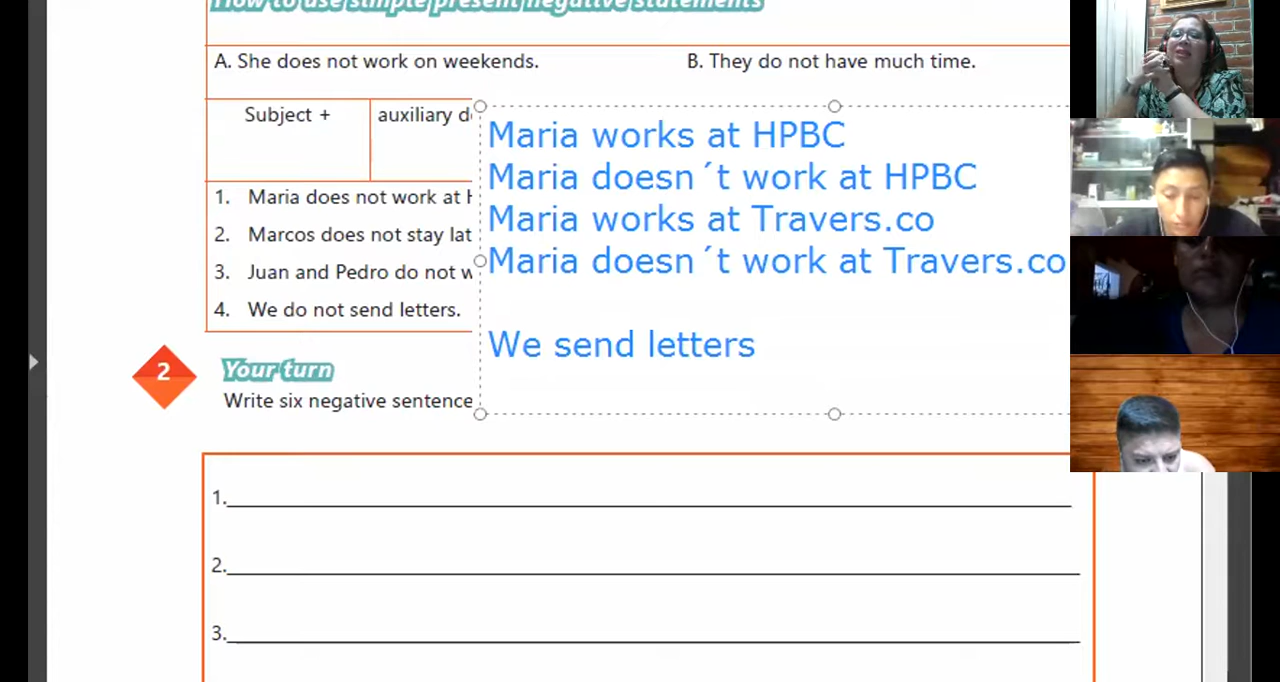 How to use simple present negative statements
A. She does not work on weekends.
B. They do not have much time.
Subject +
auxiliary d
Maria works at HPBC
Maria doesn´t work at HPBC
Maria works at Travers.co
Maria doesn´t work at Travers.co
We send letters
1. Maria does not work at H
2. Marcos does not stay lat
3. Juan and Pedro do not w
4. We do not send letters.
2
Your turn
Write six negative sentence
1.
2.
3.